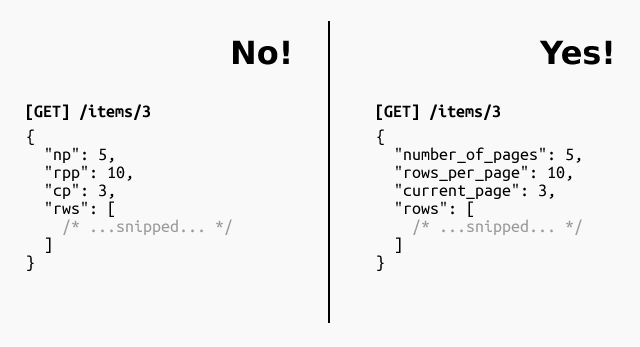 No!
[GET] /items/3
{
  "np": 5,
  "rpp": 10,
  "cp": 3,
  "rws": [
    /* ...snipped... */
  ]
}
Yes!
[GET] /items/3
{
  "number_of_pages": 5,
  "rows_per_page": 10,
  "current_page": 3,
  "rows": [
    /* ...snipped... */
  ]
}